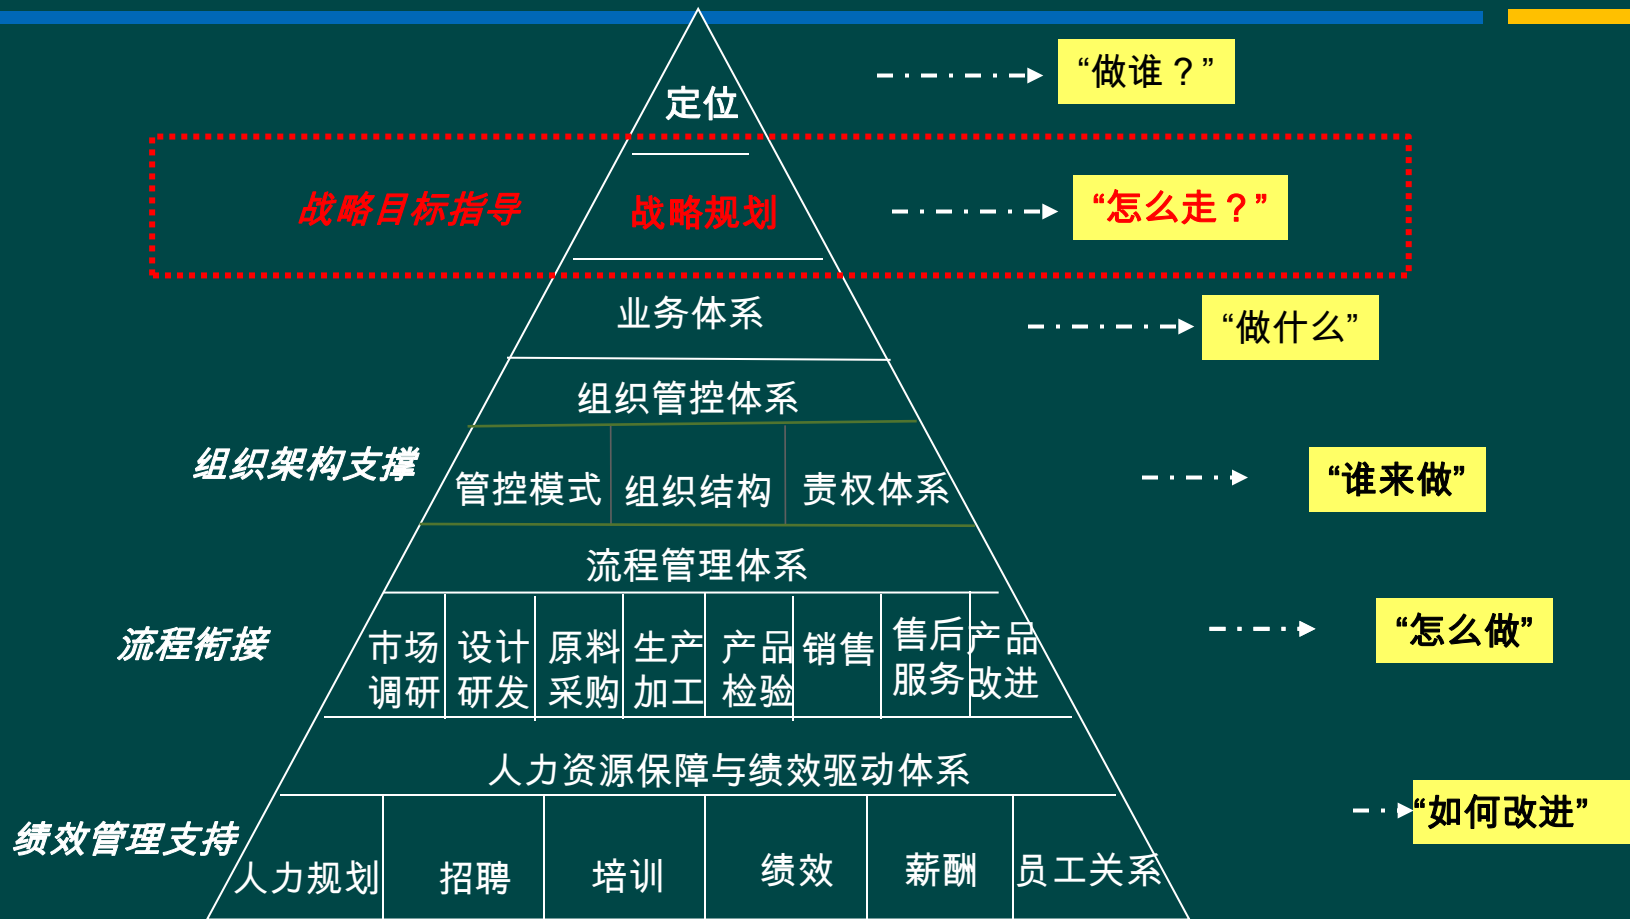 定位
“做谁？”
战略目标指导
战略规划
“怎么走？”
业务体系
“做什么”
组织管控体系
组织架构支撑
管控模式
组织结构
责权体系
“谁来做”
流程管理体系
流程衔接
市场
调研
设计
研发
原料
采购
生产
加工
产品
检验
销售
售后
服务
产品
改进
“怎么做”
人力资源保障与绩效驱动体系
绩效管理支持
“如何改进”
人力规划
招聘
培训
绩效
薪酬
员工关系